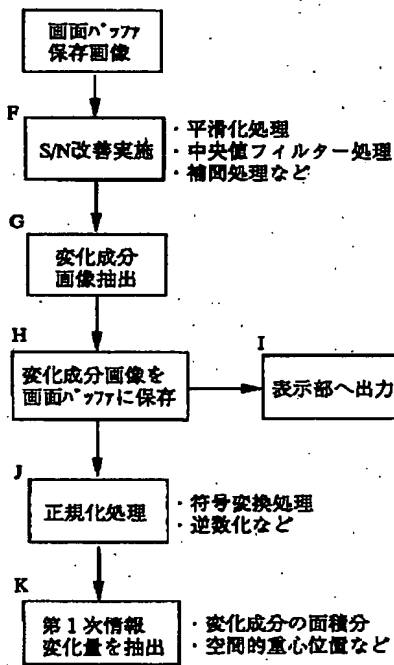 画面バッファ
保存画像
F
S/N改善実施
・平滑化処理
・中央値フィルター処理
・補間処理など
G
変化成分
画像抽出
H
変化成分画像を
画面バッファに保存
I
表示部へ出力
J
正規化処理
・符号変換処理
・逆数化など
K
第1次情報
変化量を抽出
・変化成分の面積分
・空間的重心位置など